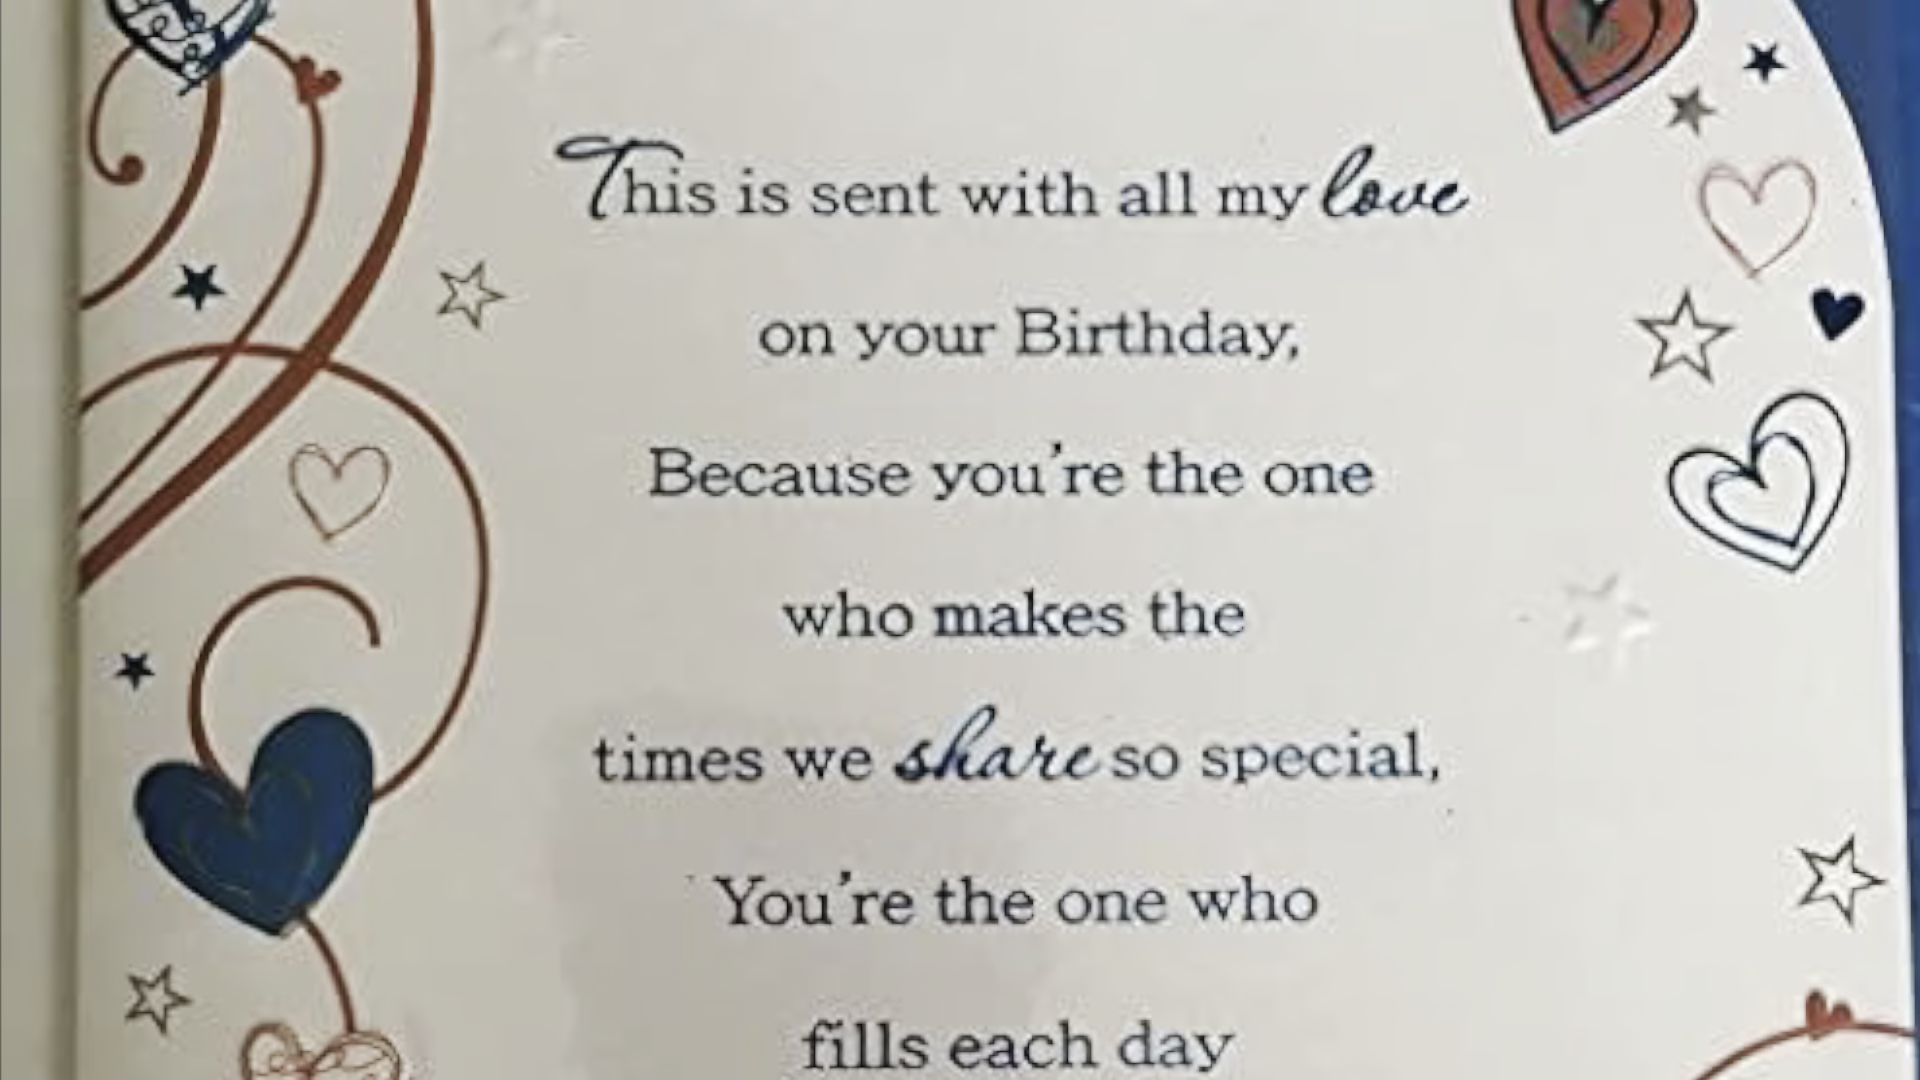 This is sent with all my love
on your Birthday,
Because you're the one
who makes the
times we share so special,
You're the one who
fills each day